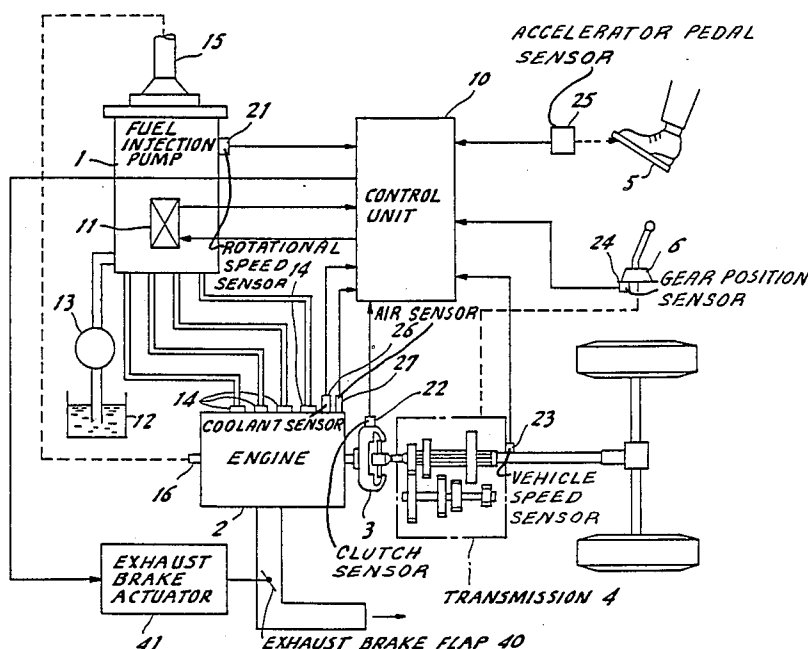 15
ACCELERATOR PEDAL
SENSOR
10
21
25
FUEL
INJECTION
PUMP
1
5
CONTROL
UNIT
11
ROTATIONAL
SPEED
SENSOR
14
24
6
GEAR POSITION
SENSOR
13
AIR SENSOR
26
27
12
14
22
COOLANT SENSOR
ENGINE
23
16
VEHICLE
SPEED
SENSOR
2
3
CLUTCH
SENSOR
EXHAUST
BRAKE
ACTUATOR
TRANSMISSION 4
41
EXHAUST BRAKE FLAP 40